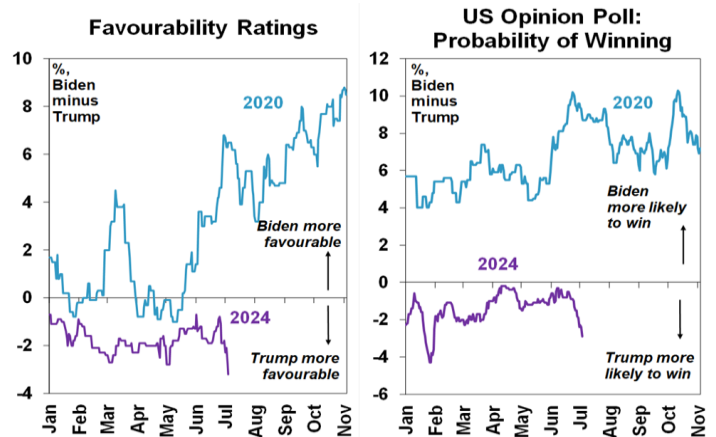 Favourability Ratings
10
8
6
4
2
0
-2
-4
%,
Biden
minus
Trump
2020
Biden more
favourable
2024
Trump more
favourable
Jan
Feb
Mar
Apr
May
Jun
Jul
Aug
Sep
Oct
Nov
US Opinion Poll:
Probability of Winning
12
10
8
6
4
2
0
-2
-4
-6
%,
Biden
minus
Trump
2020
Biden
more likely
to win
2024
Trump more
likely to win
Jan
Feb
Mar
Apr
May
Jun
Jul
Aug
Sep
Oct
Nov